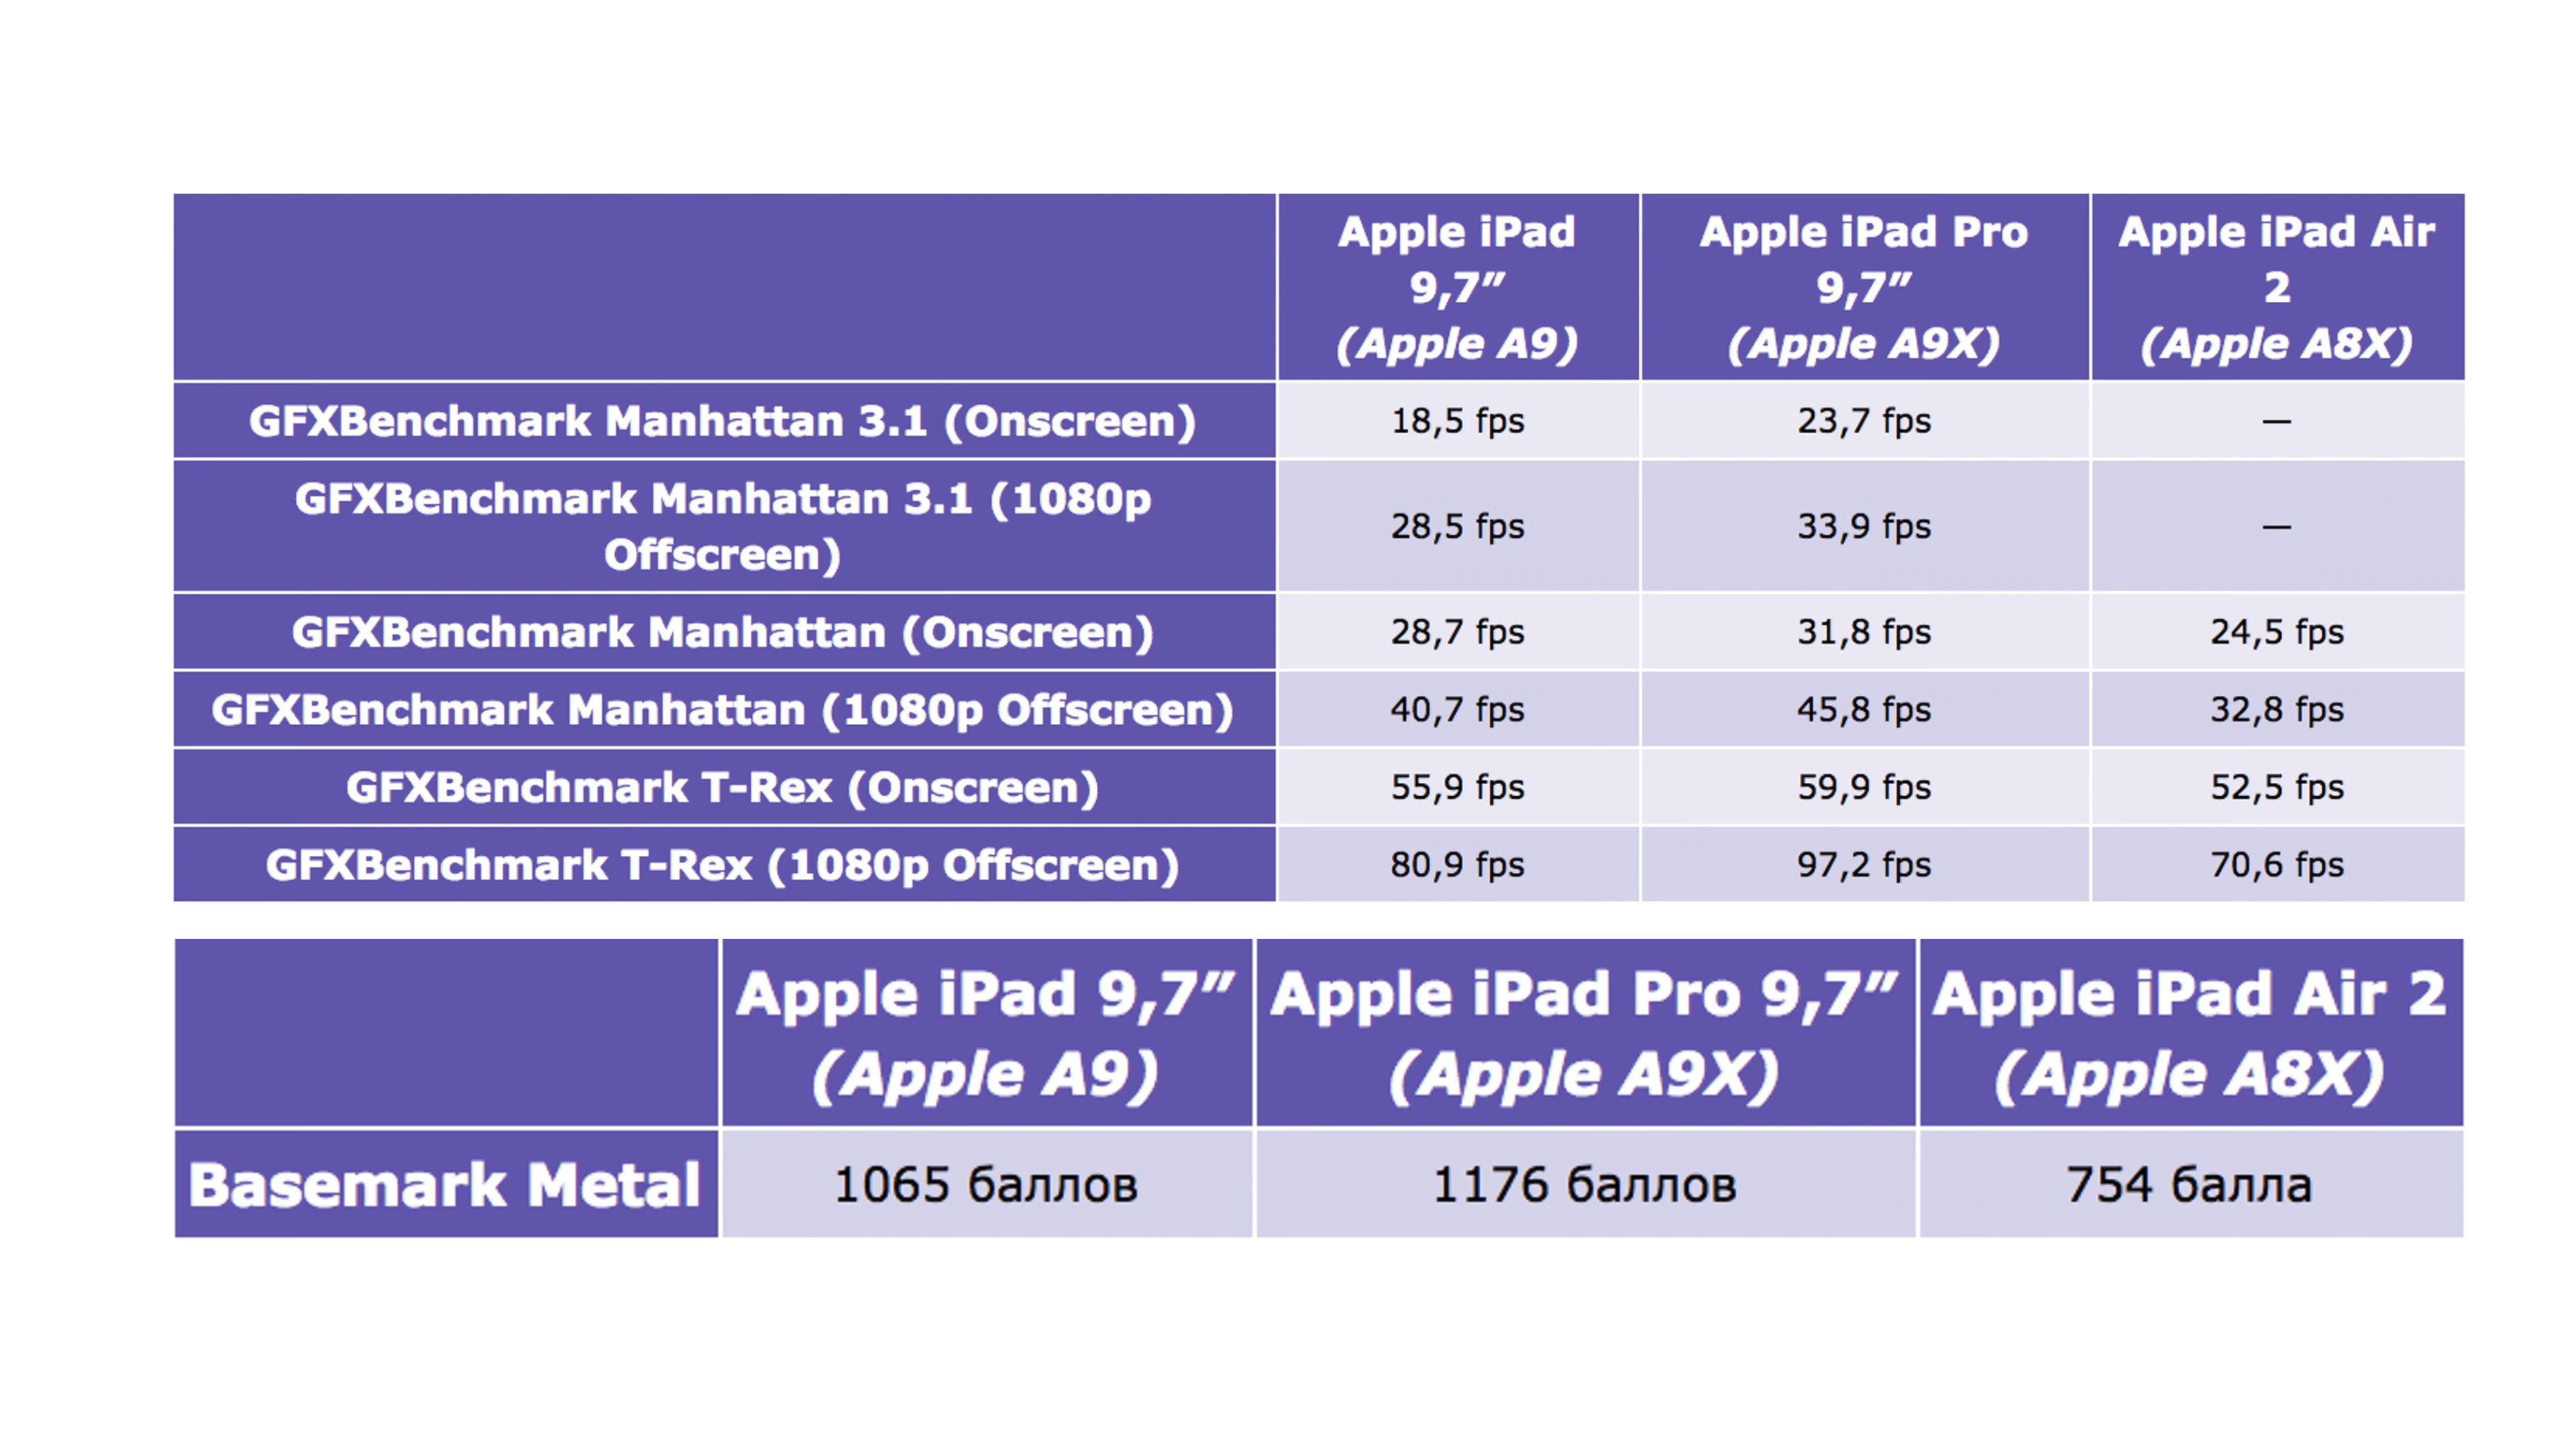 Apple iPad 9,7″ (Apple A9) Apple iPad Pro 9,7″ (Apple A9X) Apple iPad Air 2 (Apple A8X)
GFXBenchmark Manhattan 3.1 (Onscreen) 18,5 fps 23,7 fps —
GFXBenchmark Manhattan 3.1 (1080p Offscreen) 28,5 fps 33,9 fps —
GFXBenchmark Manhattan (Onscreen) 28,7 fps 31,8 fps 24,5 fps
GFXBenchmark Manhattan (1080p Offscreen) 40,7 fps 45,8 fps 32,8 fps
GFXBenchmark T-Rex (Onscreen) 55,9 fps 59,9 fps 52,5 fps
GFXBenchmark T-Rex (1080p Offscreen) 80,9 fps 97,2 fps 70,6 fps
Apple iPad 9,7″ Apple iPad Pro 9,7″ Apple iPad Air 2
(Apple A9) (Apple A9X) (Apple A8X)
Basemark Metal 1065 баллов 1176 баллов 754 балла